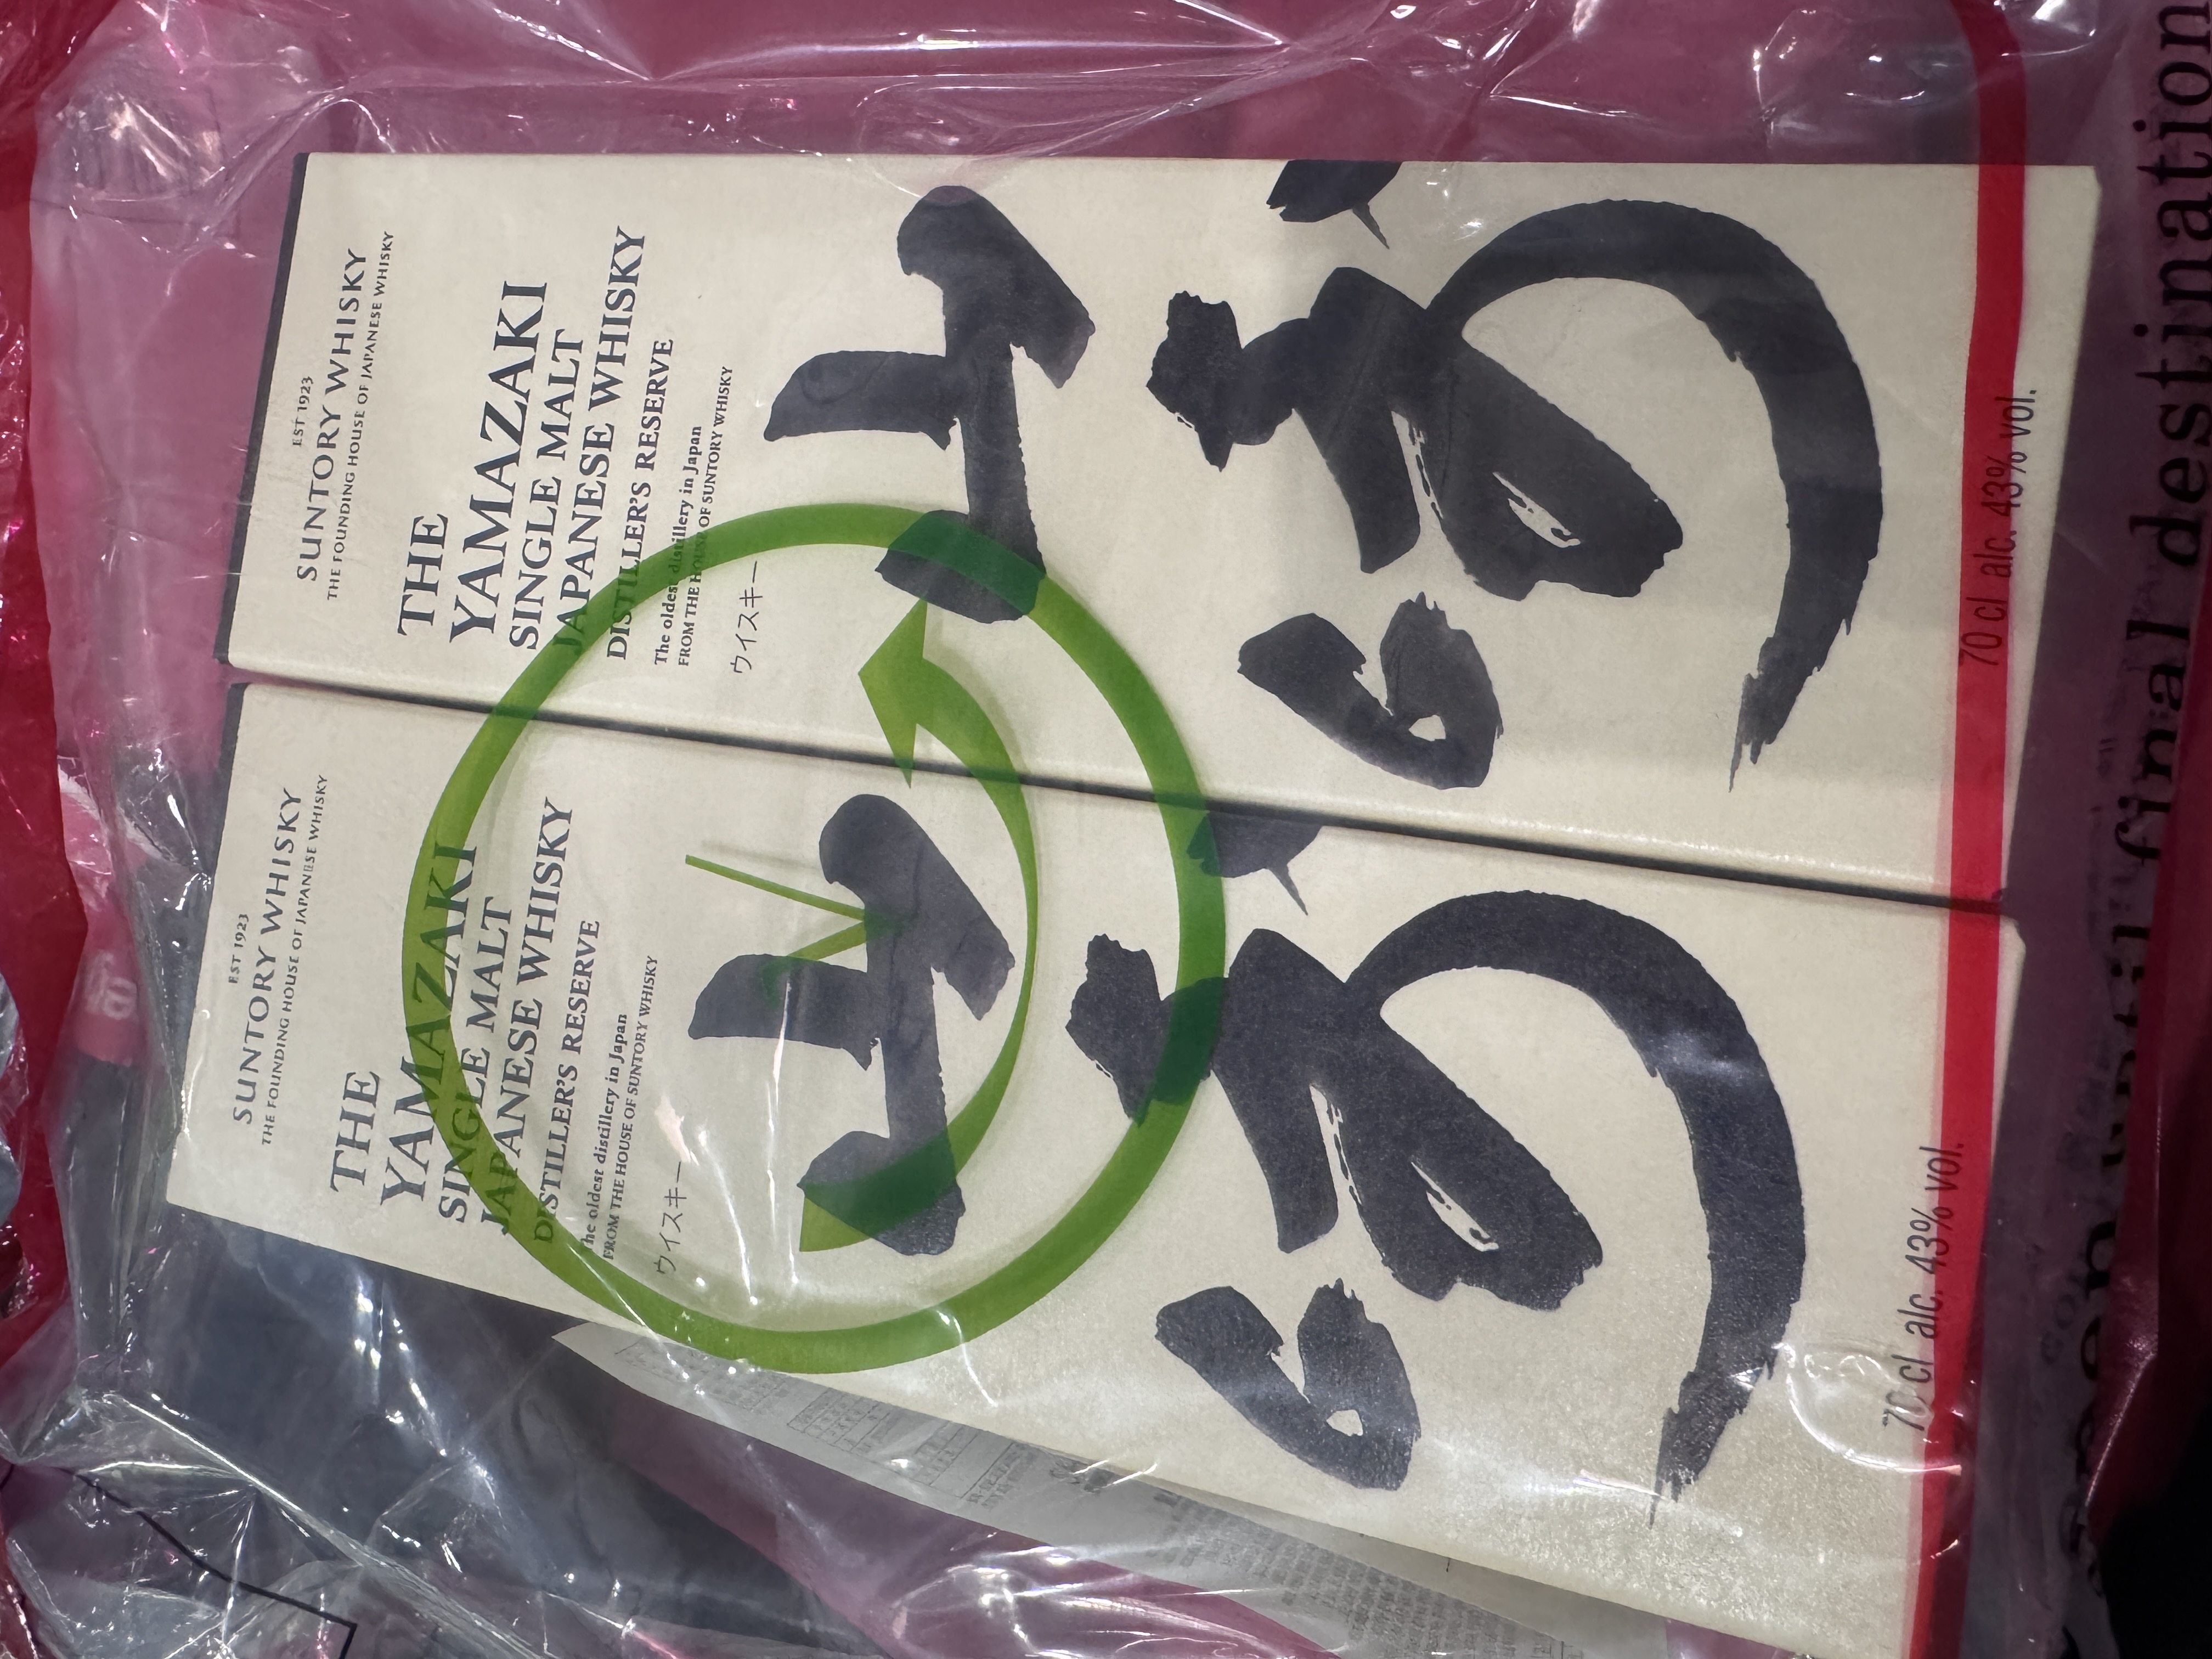 EST 1923
SUNTORY WHISKY
THE FOUNDING HOUSE OF JAPANESE WHISKY
THE
YAMAZAKI
SINGLE MALT
JAPANESE WHISKY
DISTILLER'S RESERVE
The oldest distillery in Japan
FROM THE HOUSE OF SUNTORY WHISKY
ウイスキー
山崎
70 cl alc. 43% vol.
EST 1923
SUNTORY WHISKY
THE FOUNDING HOUSE OF JAPANESE WHISKY
THE
YAMAZAKI
SINGLE MALT
JAPANESE WHISKY
DISTILLER'S RESERVE
The oldest distillery in Japan
FROM THE HOUSE OF SUNTORY WHISKY
ウイスキー
山崎
70 cl alc. 43% vol.
open until final destination